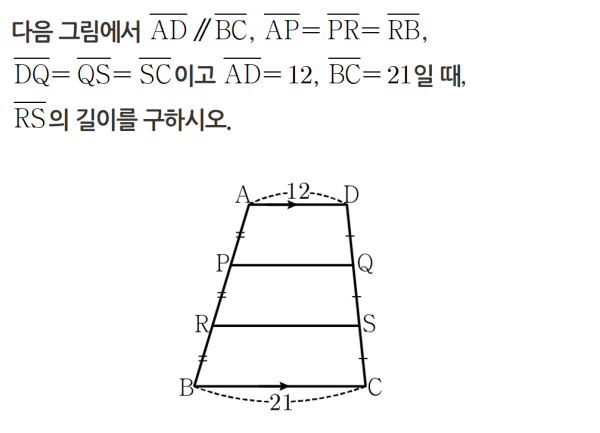 다음 그림에서 \overline{AD} ∥ \overline{BC}, \overline{AP} = \overline{PR} = \overline{RB},
\overline{DQ} = \overline{QS} = \overline{SC}이고 \overline{AD} = 12, \overline{BC} = 21일 때,
\overline{RS}의 길이를 구하시오.
A 12 D
P Q
R S
B C
21